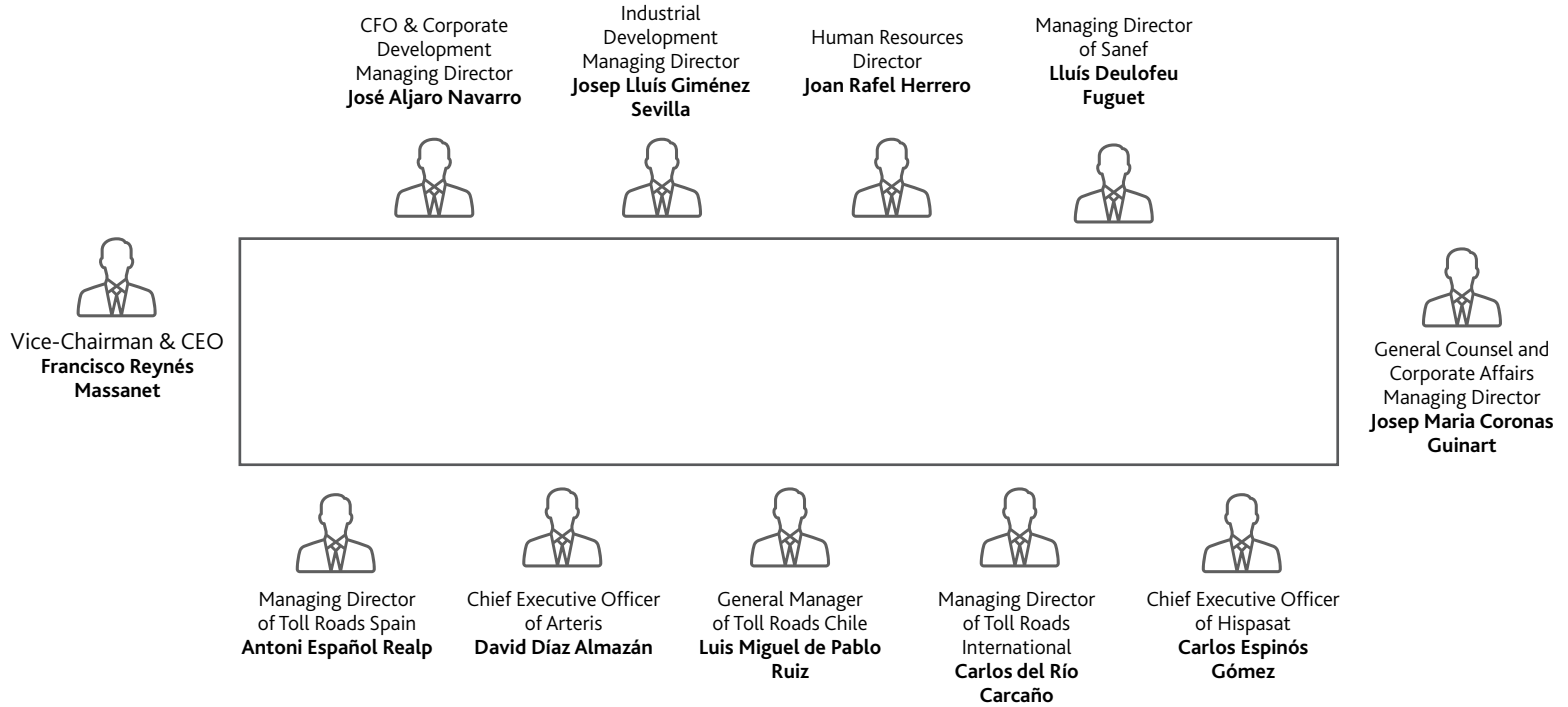 CFO & Corporate
Development
Managing Director
José Aljaro Navarro
Industrial
Development
Managing Director
Josep Lluís Giménez
Sevilla
Human Resources
Director
Joan Rafel Herrero
Managing Director
of Sanef
Lluís Deulofeu
Fuguet
Vice-Chairman & CEO
Francisco Reynés
Massanet
General Counsel and
Corporate Affairs
Managing Director
Josep Maria Coronas
Guinart
Managing Director
of Toll Roads Spain
Antoni Español Realp
Chief Executive Officer
of Arteris
David Díaz Almazán
General Manager
of Toll Roads Chile
Luis Miguel de Pablo
Ruiz
Managing Director
of Toll Roads
International
Carlos del Río
Carcaño
Chief Executive Officer
of Hispasat
Carlos Espinós
Gómez